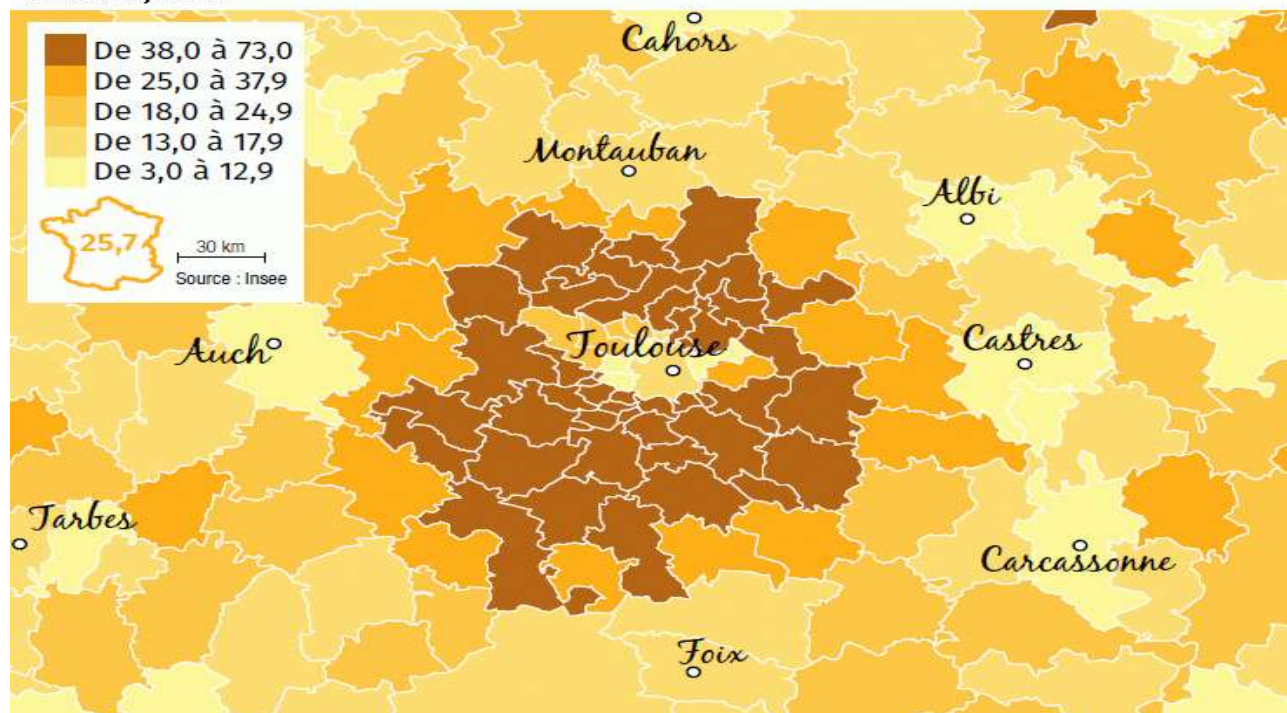 De 38,0 à 73,0
De 25,0 à 37,9
De 18,0 à 24,9
De 13,0 à 17,9
De 3,0 à 12,9
25,7
30 km
Source : Insee
Cahors
Montauban
Albi
Auch
Toulouse
Castres
Tarbes
Carcassonne
Foix